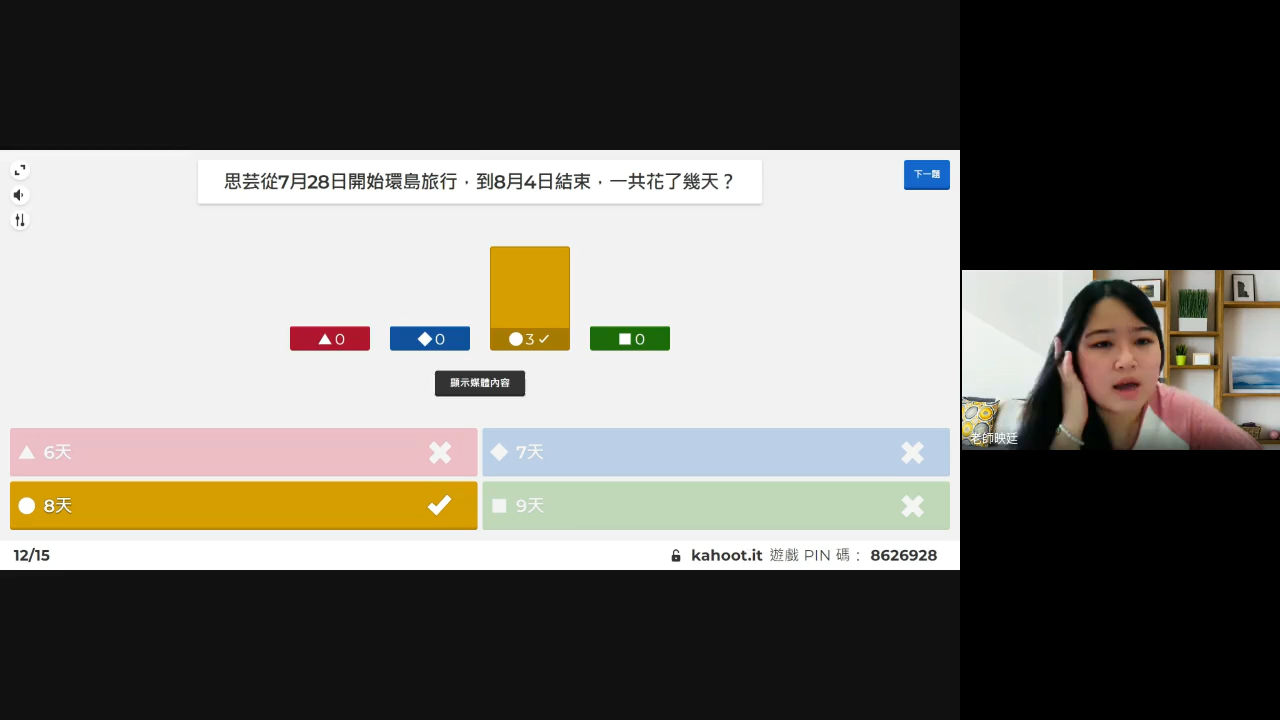 思芸從7月28日開始環島旅行，到8月4日結束，一共花了幾天？
下一題
0
0
3
0
顯示媒體內容
6天
7天
8天
9天
老師映廷
12/15
kahoot.it 遊戲 PIN 碼： 8626928